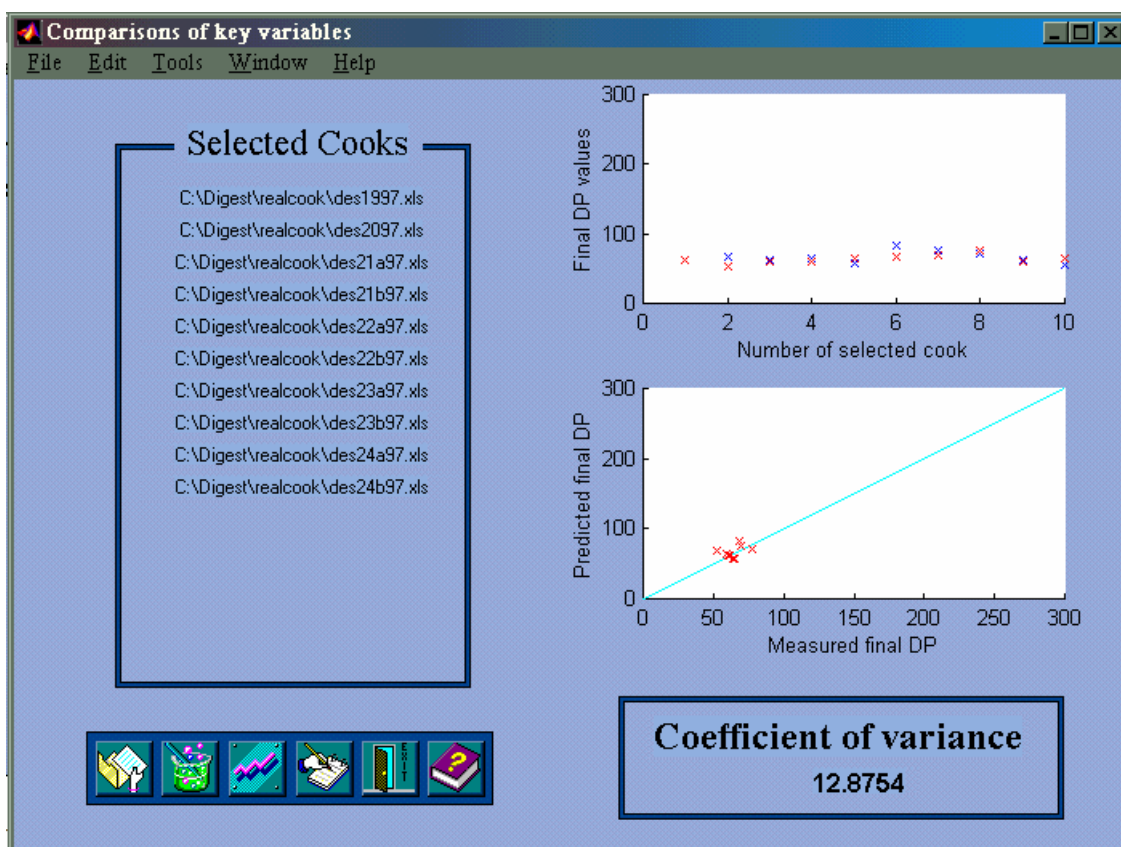 Comparisons of key variables
File Edit Tools Window Help
Selected Cooks
C:\Digest\realcook\des1997.xls
C:\Digest\realcook\des2097.xls
C:\Digest\realcook\des21a97.xls
C:\Digest\realcook\des21b97.xls
C:\Digest\realcook\des22a97.xls
C:\Digest\realcook\des22b97.xls
C:\Digest\realcook\des23a97.xls
C:\Digest\realcook\des23b97.xls
C:\Digest\realcook\des24a97.xls
C:\Digest\realcook\des24b97.xls
EXIT
?
Final DP values
300
200
100
0
0 2 4 6 8 10
Number of selected cook
Predicted final DP
300
200
100
0
0 50 100 150 200 250 300
Measured final DP
Coefficient of variance
12.8754